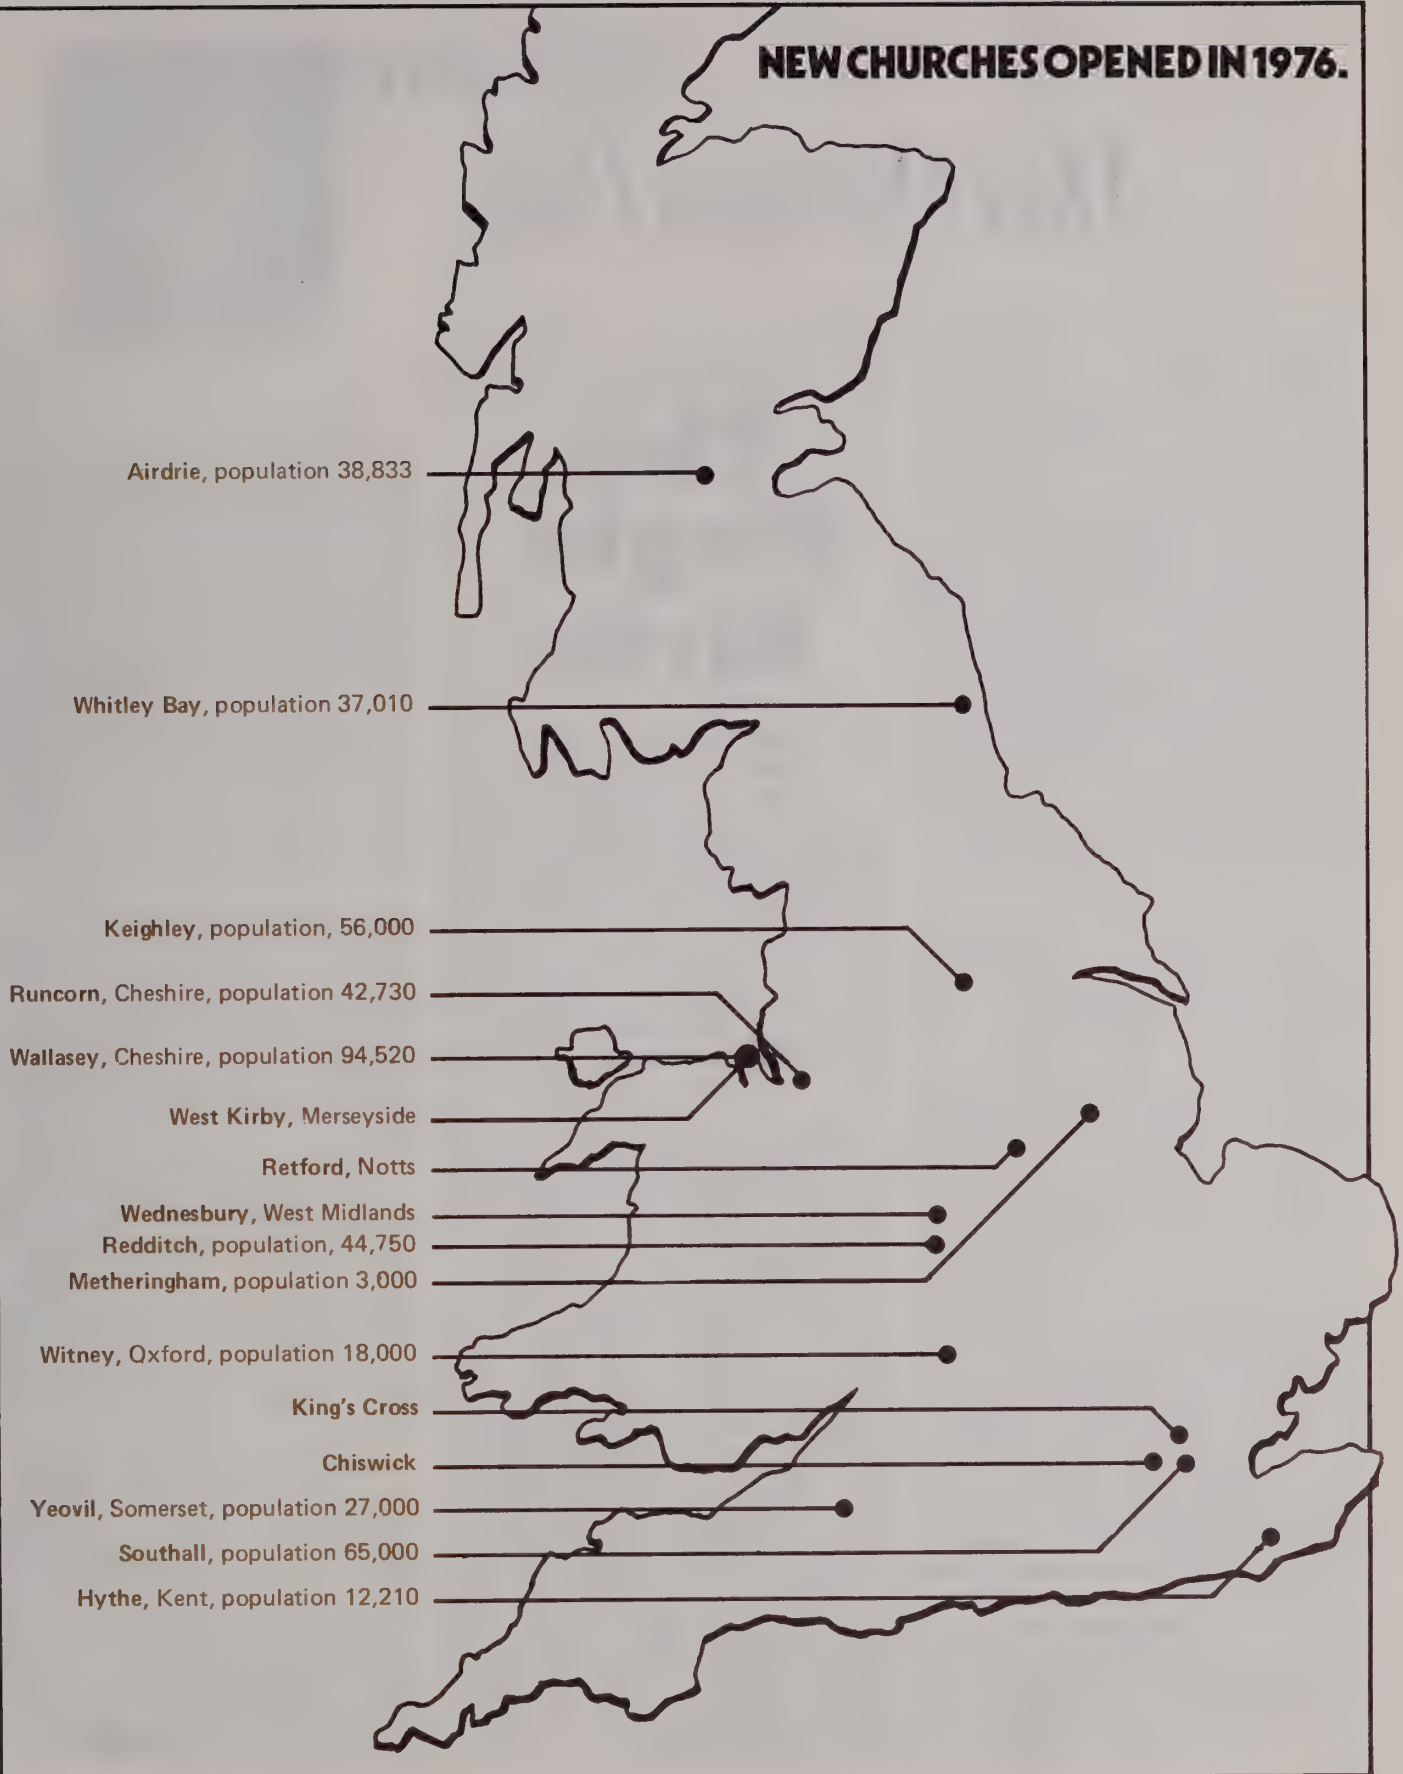 NEW CHURCHES OPENED IN 1976.
Airdrie, population 38,833
Whitley Bay, population 37,010
Keighley, population, 56,000
Runcorn, Cheshire, population 42,730
Wallasey, Cheshire, population 94,520
West Kirby, Merseyside
Retford, Notts
Wednesbury, West Midlands
Redditch, population, 44,750
Metheringham, population 3,000
Witney, Oxford, population 18,000
King's Cross
Chiswick
Yeovil, Somerset, population 27,000
Southall, population 65,000
Hythe, Kent, population 12,210